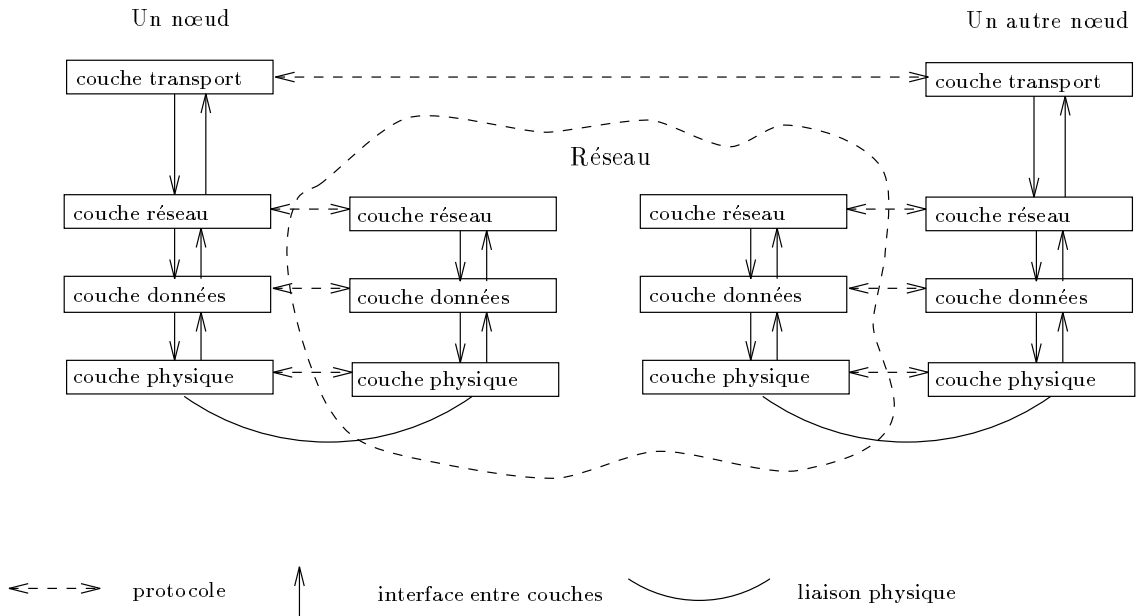 Un nœud
Un autre nœud
couche transport
couche transport
Réseau
couche réseau
couche réseau
couche réseau
couche réseau
couche données
couche données
couche données
couche données
couche physique
couche physique
couche physique
couche physique
protocole
interface entre couches
liaison physique